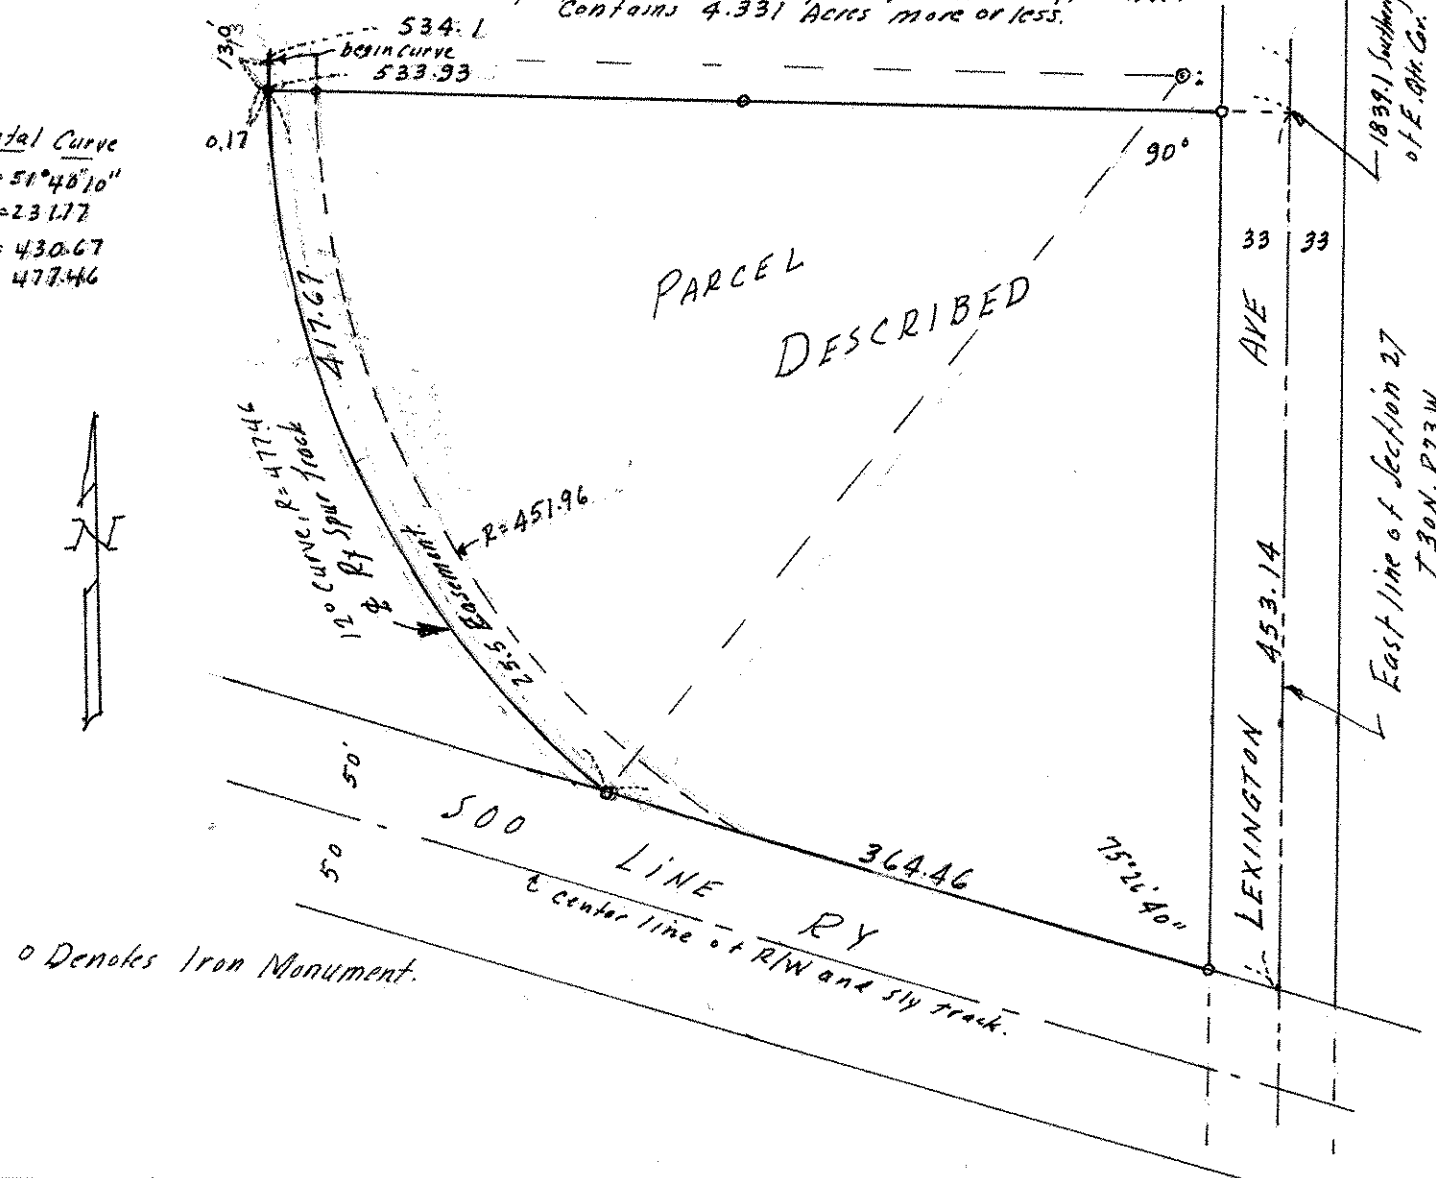 Contains 4.331 Acres more or less.
534.1
13.0
begin curve
533.93
0.17
Curve
51°40'10"
=231.77
= 430.67
477.46
90°
1839.1
of E. Qtr. Cor.
33 33
PARCEL
DESCRIBED
417.67
AVE
12° Curve, R=477.46
℄ Ry Spur Track
R=451.96
25.5 Easement
453.14
East line of Section 27
T30N. R23W
LEXINGTON
50'
50
SOO LINE RY
364.46
75°26'40"
℄ center line of R/W and sly track.
o Denotes Iron Monument.
N